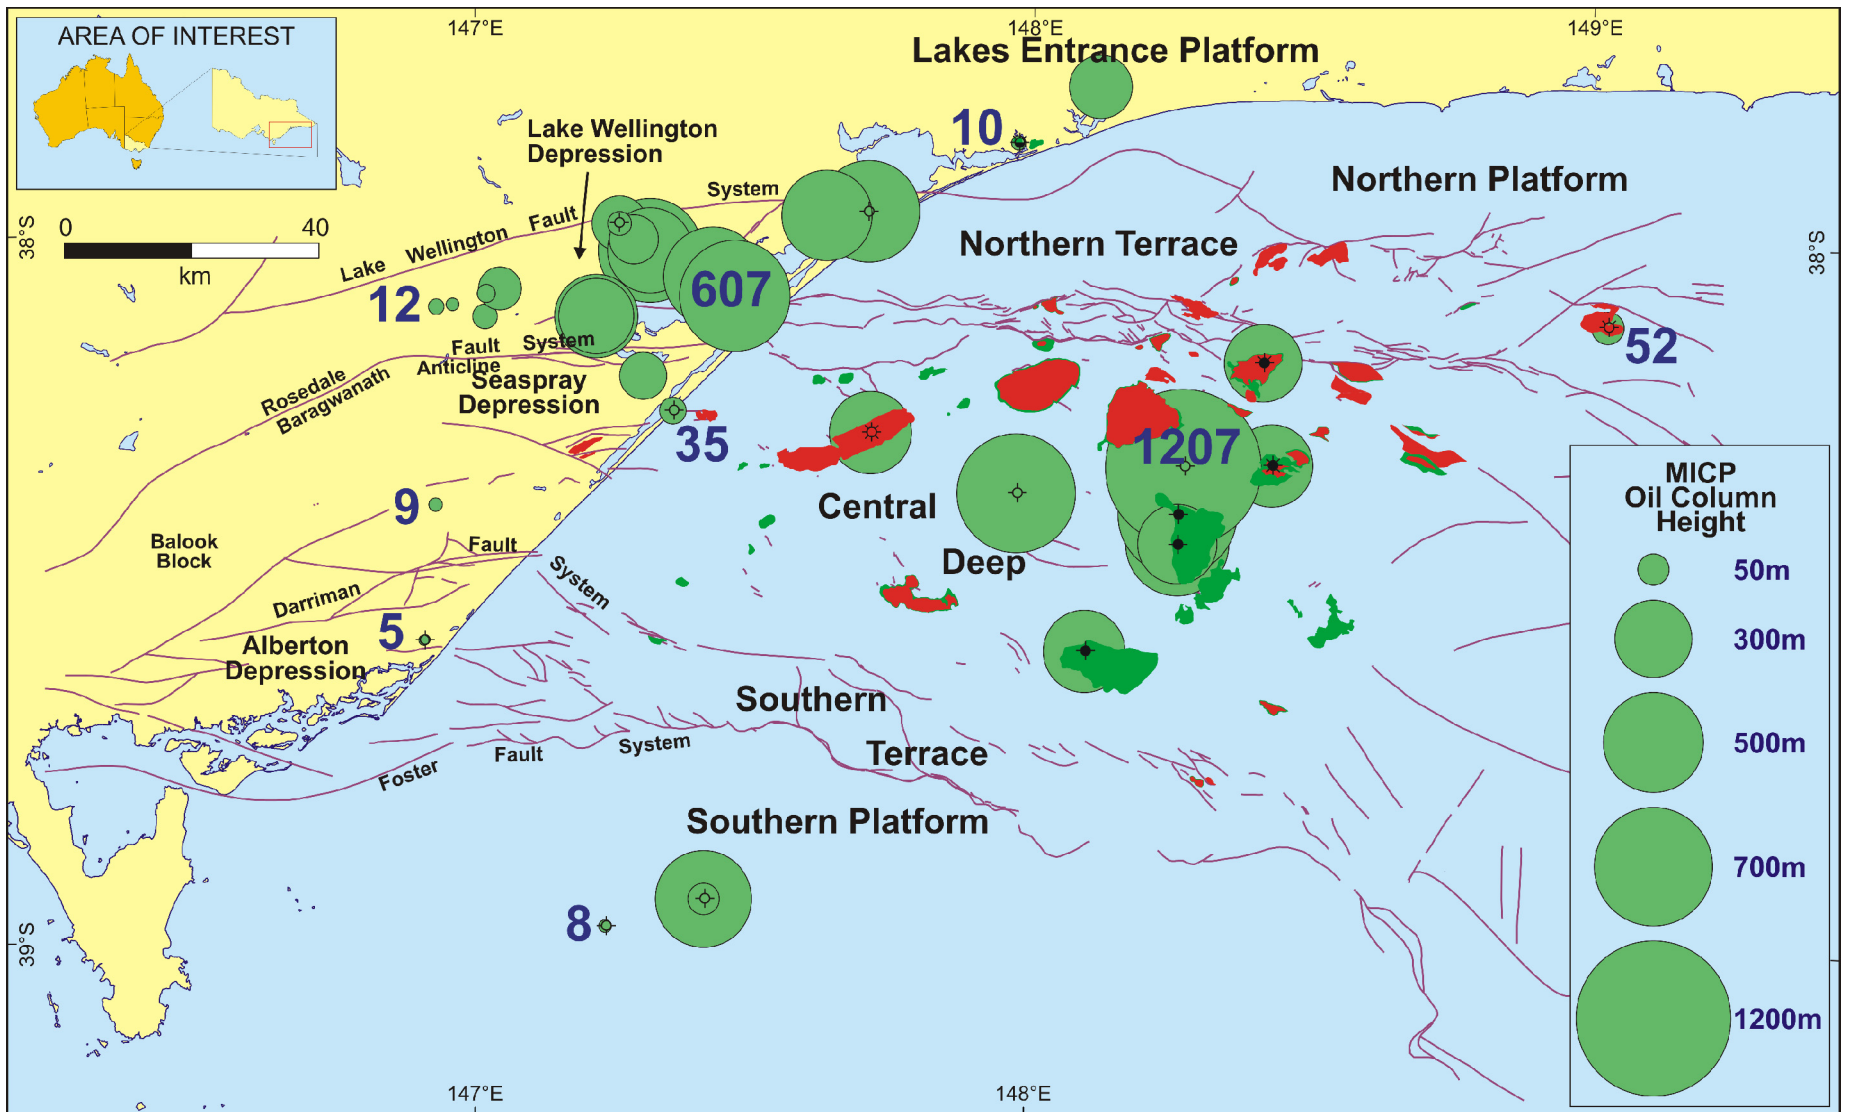 AREA OF INTEREST
147°E
148°E
149°E
Lakes Entrance Platform
10
Lake Wellington
Depression
Northern Platform
System
Fault
Wellington
Lake
38°S
0
40
km
Northern Terrace
38°S
12
607
52
System
Fault
Anticline
Rosedale
Baragwanath
Seaspray
Depression
35
1207
MICP
Oil Column
Height
9
Central
Deep
Balook
Block
Fault
System
50m
Darriman
5
Alberton
Depression
300m
Southern
Terrace
500m
Foster
Fault
System
Southern Platform
700m
8
39°S
1200m
147°E
148°E